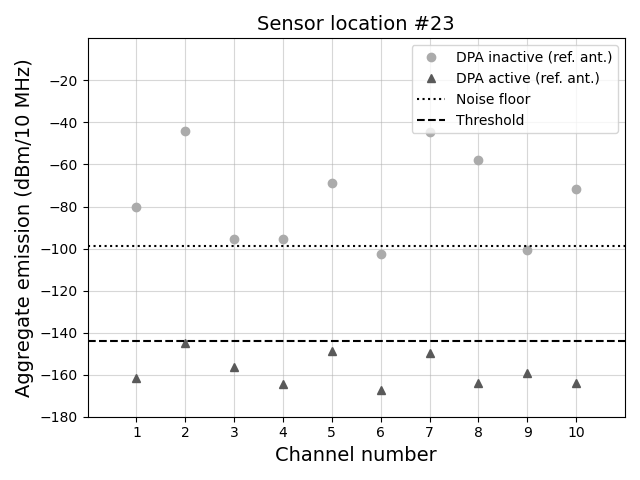 Sensor location #23
DPA inactive (ref. ant.)
DPA active (ref. ant.)
Noise floor
Threshold
Aggregate emission (dBm/10 MHz)
−20
−40
−60
−80
−100
−120
−140
−160
−180
1 2 3 4 5 6 7 8 9 10
Channel number